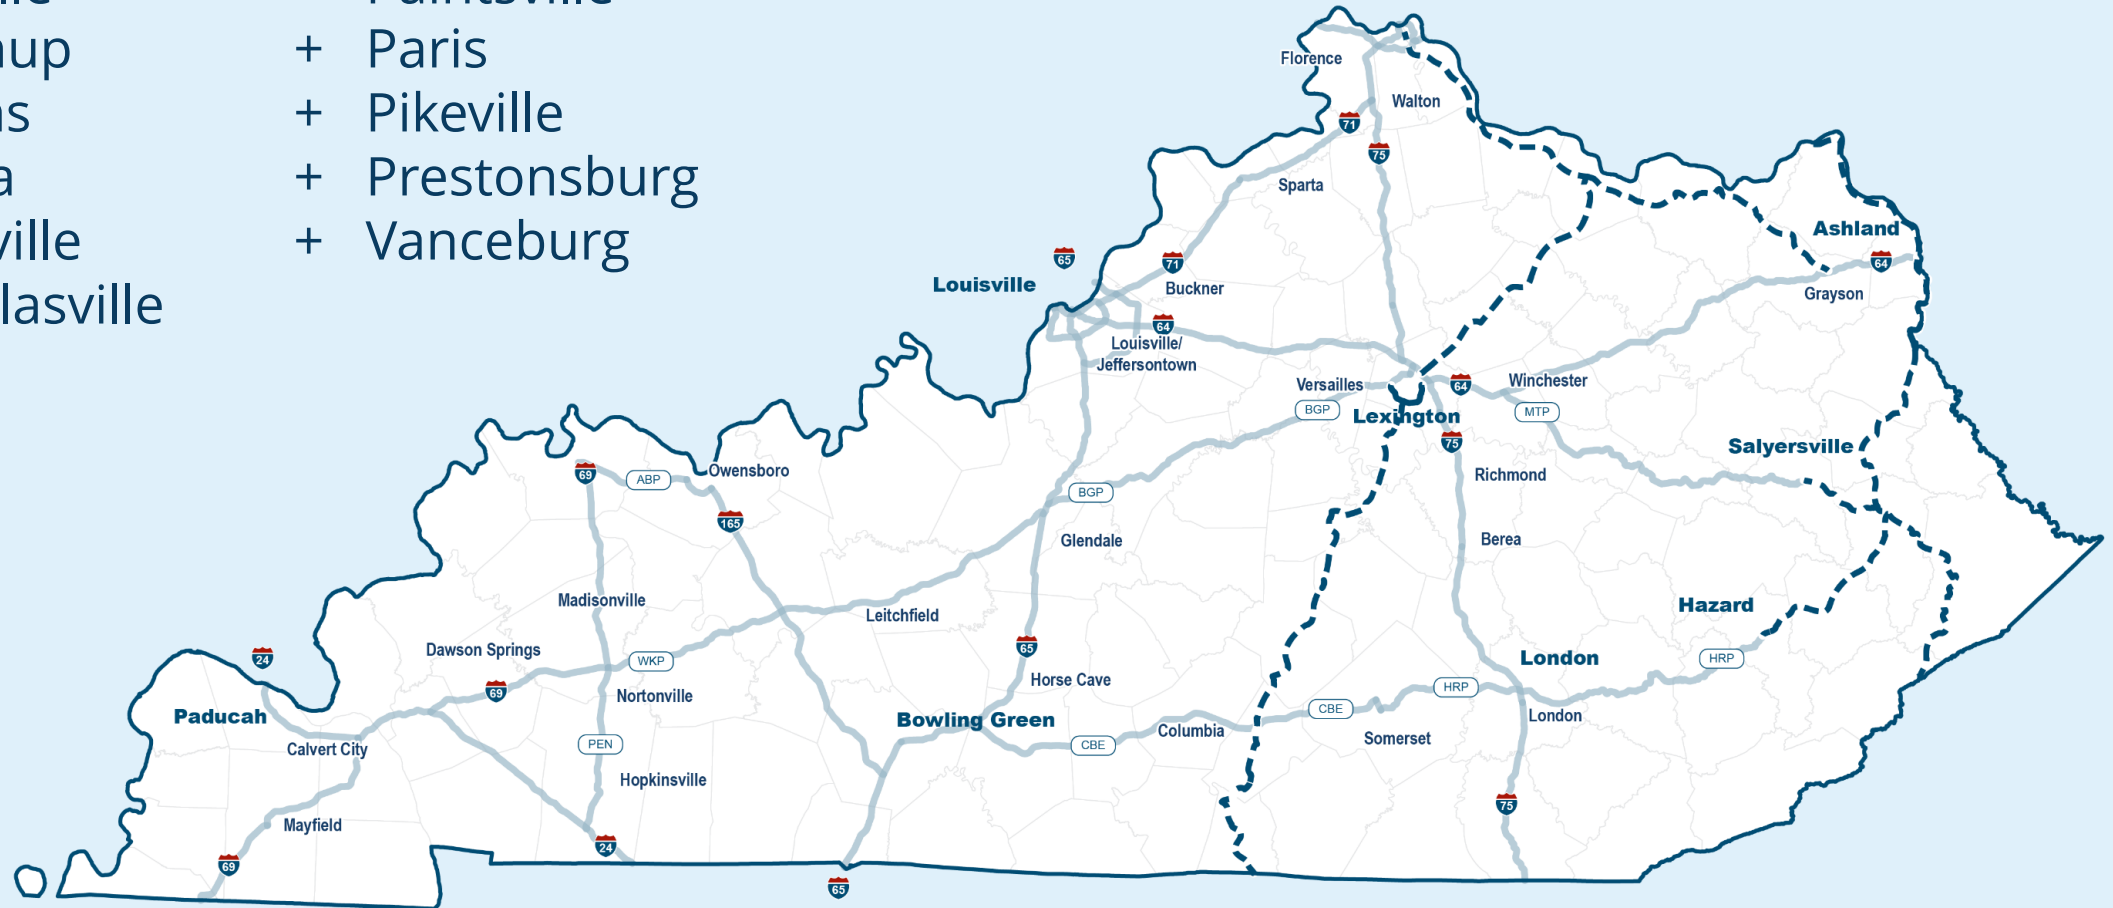 + Paris
+ Pikeville
+ Prestonsburg
+ Vanceburg
Florence
Walton
71
75
Sparta
Ashland
64
Grayson
65
71
Louisville
Buckner
64
Louisville/
Jeffersontown
Versailles
64
Winchester
BGP
MTP
Lexington
75
Salyersville
Richmond
Owensboro
69
ABP
BGP
165
Glendale
Berea
Madisonville
Hazard
Leitchfield
Dawson Springs
65
24
WKP
London
HRP
69
Horse Cave
HRP
Nortonville
CBE
London
Paducah
Bowling Green
Columbia
Somerset
PEN
CBE
Calvert City
Hopkinsville
75
Mayfield
24
69
65